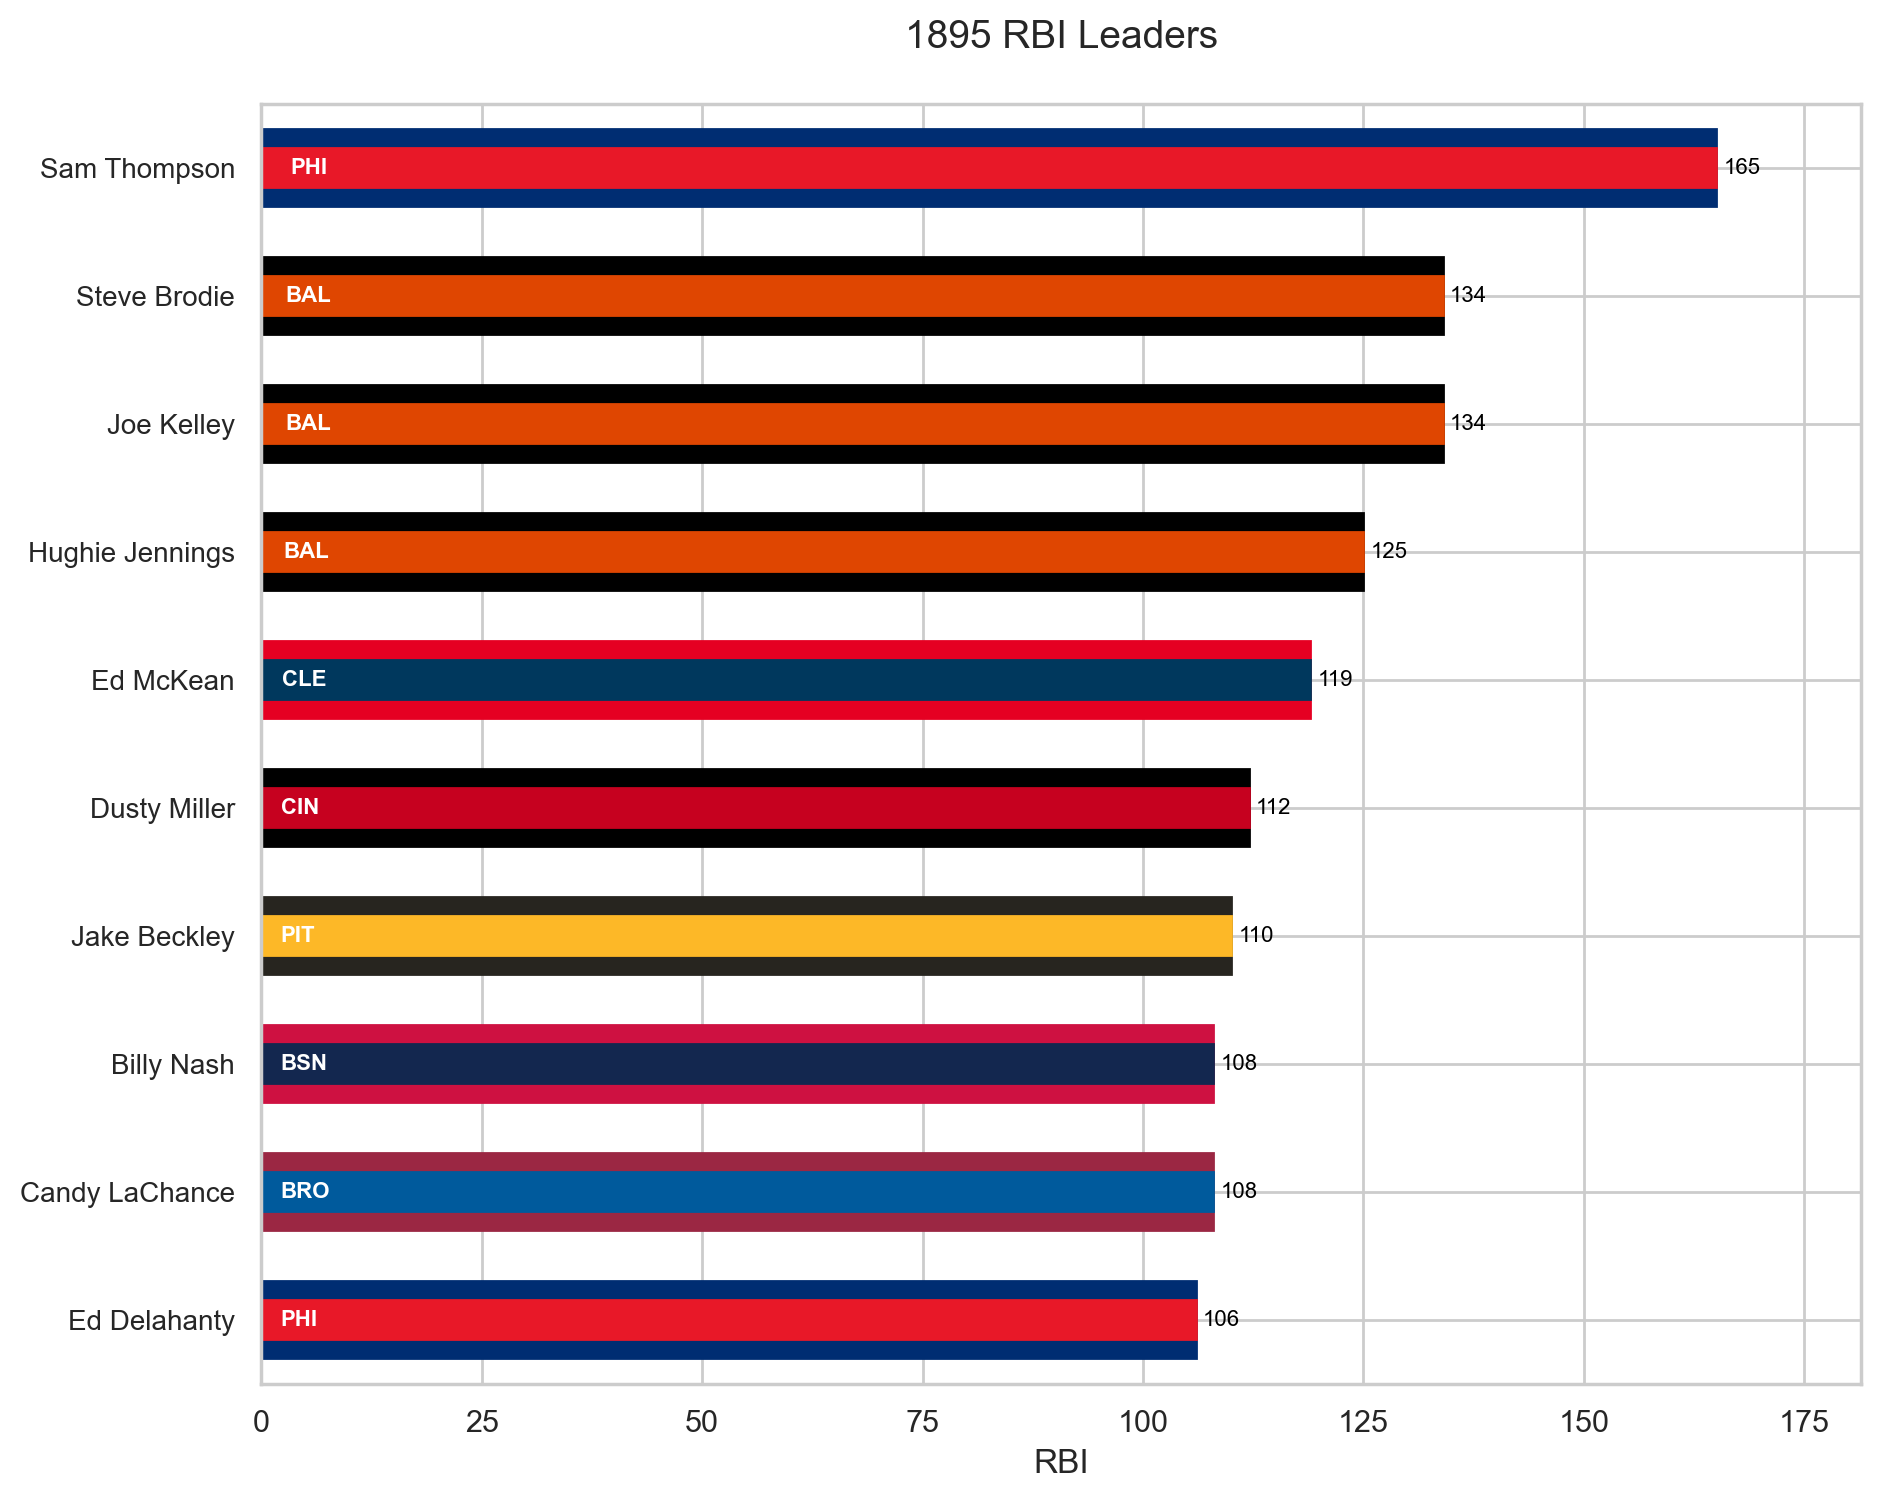 1895 RBI Leaders
Sam Thompson PHI 165
Steve Brodie BAL 134
Joe Kelley BAL 134
Hughie Jennings BAL 125
Ed McKean CLE 119
Dusty Miller CIN 112
Jake Beckley PIT 110
Billy Nash BSN 108
Candy LaChance BRO 108
Ed Delahanty PHI 106
0 25 50 75 100 125 150 175
RBI